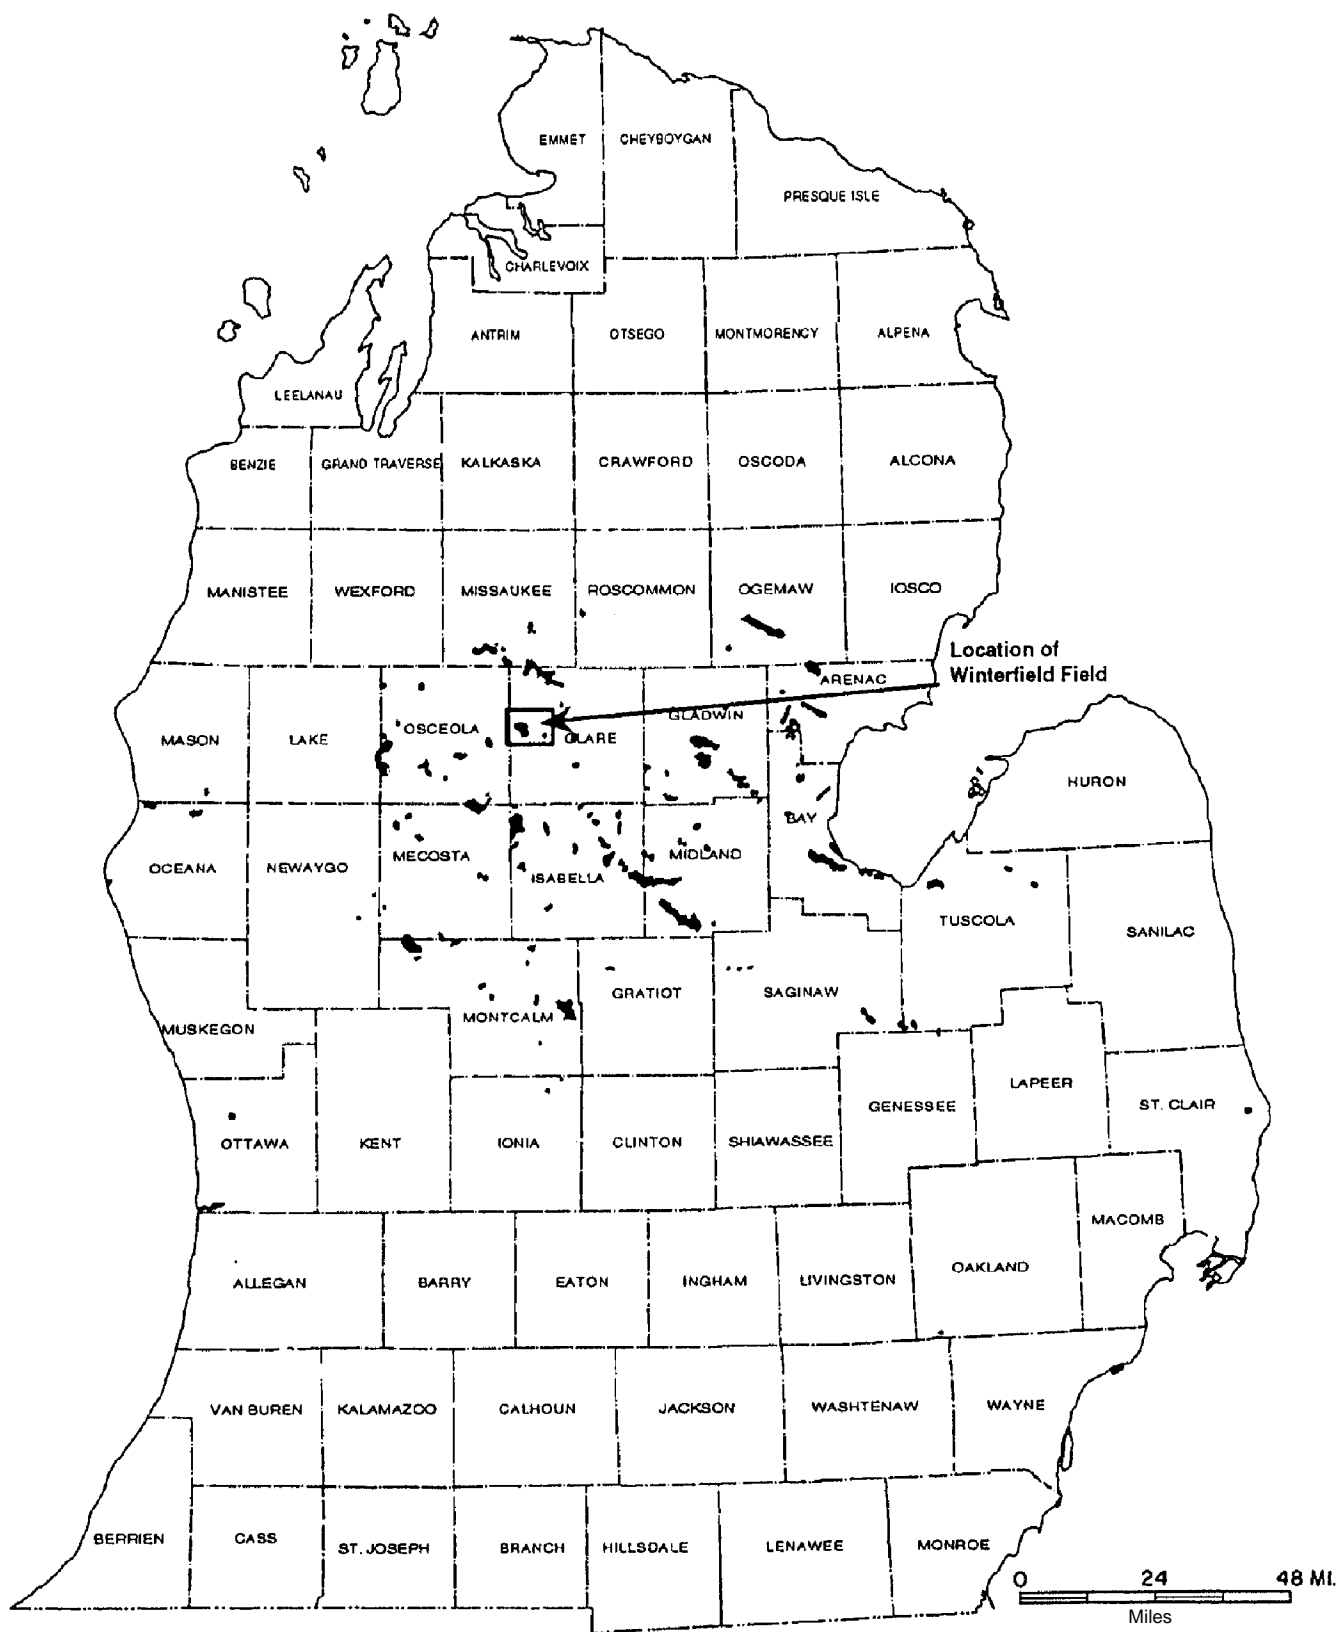 EMMET
CHEYBOYGAN
PRESQUE ISLE
CHARLEVOIX
ANTRIM
OTSEGO
MONTMORENCY
ALPENA
LEELANAU
BENZIE
GRAND TRAVERSE
KALKASKA
CRAWFORD
OSCODA
ALCONA
MANISTEE
WEXFORD
MISSAUKEE
ROSCOMMON
OGEMAW
IOSCO
Location of
Winterfield Field
ARENAC
MASON
LAKE
OSCEOLA
CLARE
GLADWIN
HURON
BAY
OCEANA
NEWAYGO
MECOSTA
ISABELLA
MIDLAND
TUSCOLA
SANILAC
MUSKEGON
MONTCALM
GRATIOT
SAGINAW
LAPEER
GENESSEE
ST. CLAIR
OTTAWA
KENT
IONIA
CLINTON
SHIAWASSEE
MACOMB
ALLEGAN
BARRY
EATON
INGHAM
LIVINGSTON
OAKLAND
VAN BUREN
KALAMAZOO
CALHOUN
JACKSON
WASHTENAW
WAYNE
BERRIEN
CASS
ST. JOSEPH
BRANCH
HILLSDALE
LENAWEE
MONROE
0 24 48 MI.
Miles